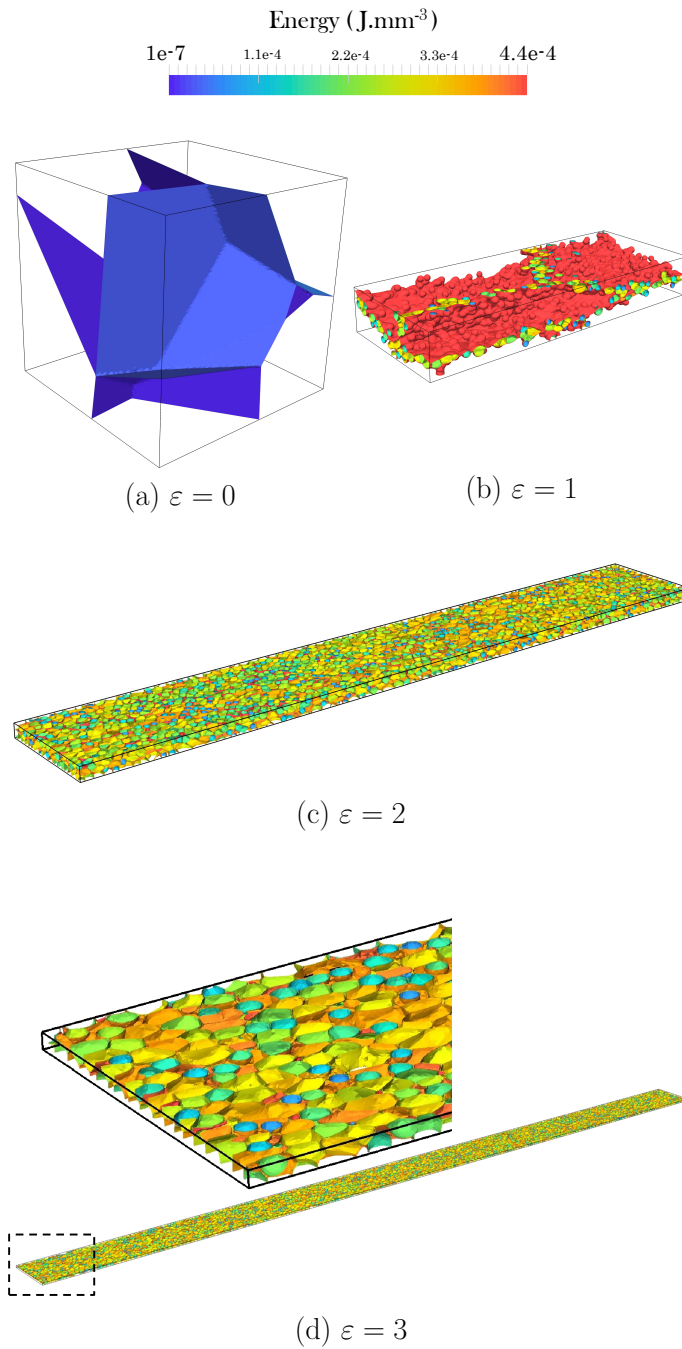 Energy (J.mm⁻³)
1e-7 1.1e-4 2.2e-4 3.3e-4 4.4e-4
(a) ε = 0
(b) ε = 1
(c) ε = 2
(d) ε = 3